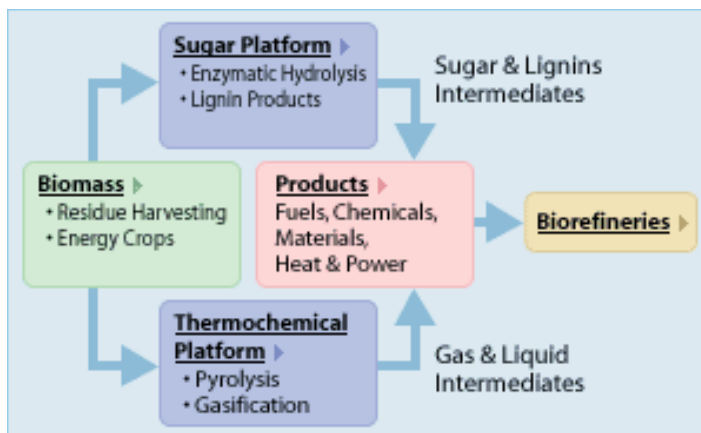 Sugar Platform
• Enzymatic Hydrolysis
• Lignin Products
Sugar & Lignins
Intermediates
Biomass
• Residue Harvesting
• Energy Crops
Products
Fuels, Chemicals,
Materials,
Heat & Power
Biorefineries
Thermochemical
Platform
• Pyrolysis
• Gasification
Gas & Liquid
Intermediates